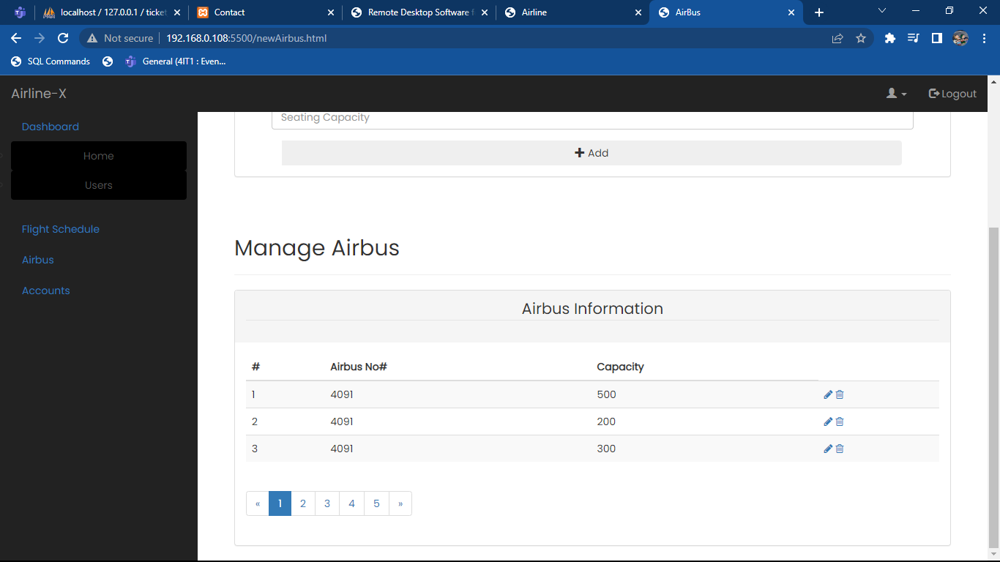 localhost / 127.0.0.1 / ticket
Contact
Remote Desktop Software f
Airline
AirBus
Not secure
192.168.0.108:5500/newAirbus.html
SQL Commands
General (4IT1 : Even...
Airline-X
Logout
Dashboard
Home
Users
Flight Schedule
Airbus
Accounts
Seating Capacity
Add
Manage Airbus
Airbus Information
# Airbus No# Capacity
1 4091 500
2 4091 200
3 4091 300
« 1 2 3 4 5 »